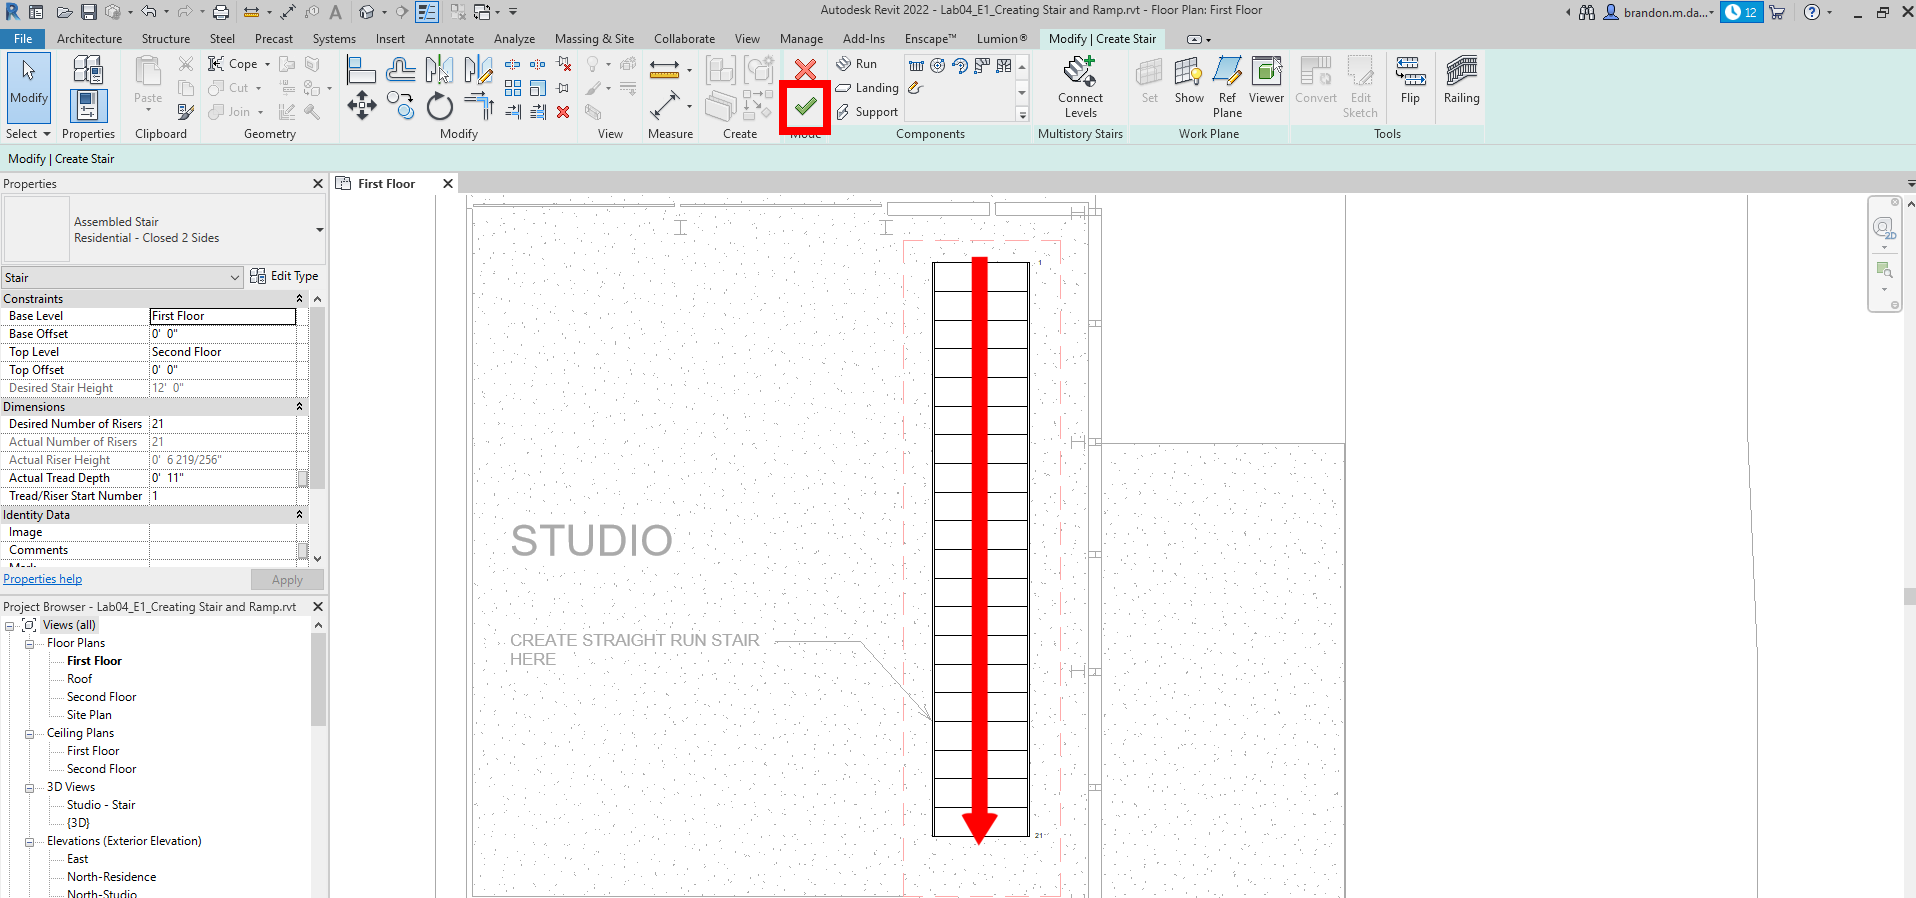 Autodesk Revit 2022 - Lab04_E1_Creating Stair and Ramp.rvt - Floor Plan: First Floor
brandon.m.da...
12
File Architecture Structure Steel Precast Systems Insert Annotate Analyze Massing & Site Collaborate View Manage Add-Ins Enscape™ Lumion® Modify | Create Stair
Modify
Paste
Cope
Cut
Join
Run
Landing
Support
Connect
Levels
Set Show Ref
Plane
Viewer Convert Edit
Sketch
Flip Railing
Select Properties Clipboard Geometry Modify View Measure Create Mode Components Multistory Stairs Work Plane Tools
Modify | Create Stair
Properties
Assembled Stair
Residential - Closed 2 Sides
Stair Edit Type
Constraints
Base Level First Floor
Base Offset 0' 0"
Top Level Second Floor
Top Offset 0' 0"
Desired Stair Height 12' 0"
Dimensions
Desired Number of Risers 21
Actual Number of Risers 21
Actual Riser Height 0' 6 219/256"
Actual Tread Depth 0' 11"
Tread/Riser Start Number 1
Identity Data
Image
Comments
Mark
Properties help Apply
Project Browser - Lab04_E1_Creating Stair and Ramp.rvt
Views (all)
Floor Plans
First Floor
Roof
Second Floor
Site Plan
Ceiling Plans
First Floor
Second Floor
3D Views
Studio - Stair
{3D}
Elevations (Exterior Elevation)
East
North-Residence
North-Studio
First Floor
1
STUDIO
CREATE STRAIGHT RUN STAIR
HERE
21
2D